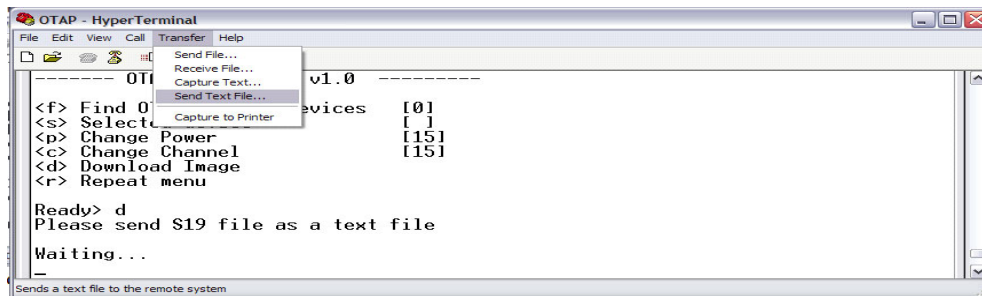 OTAP - HyperTerminal
File Edit View Call Transfer Help
Send File...
Receive File...
Capture Text...
Send Text File...
Capture to Printer
------- OT v1.0 ---------
<f> Find O evices [0]
<s> Select [ ]
<p> Change Power [15]
<c> Change Channel [15]
<d> Download Image
<r> Repeat menu
Ready> d
Please send S19 file as a text file
Waiting...
Sends a text file to the remote system